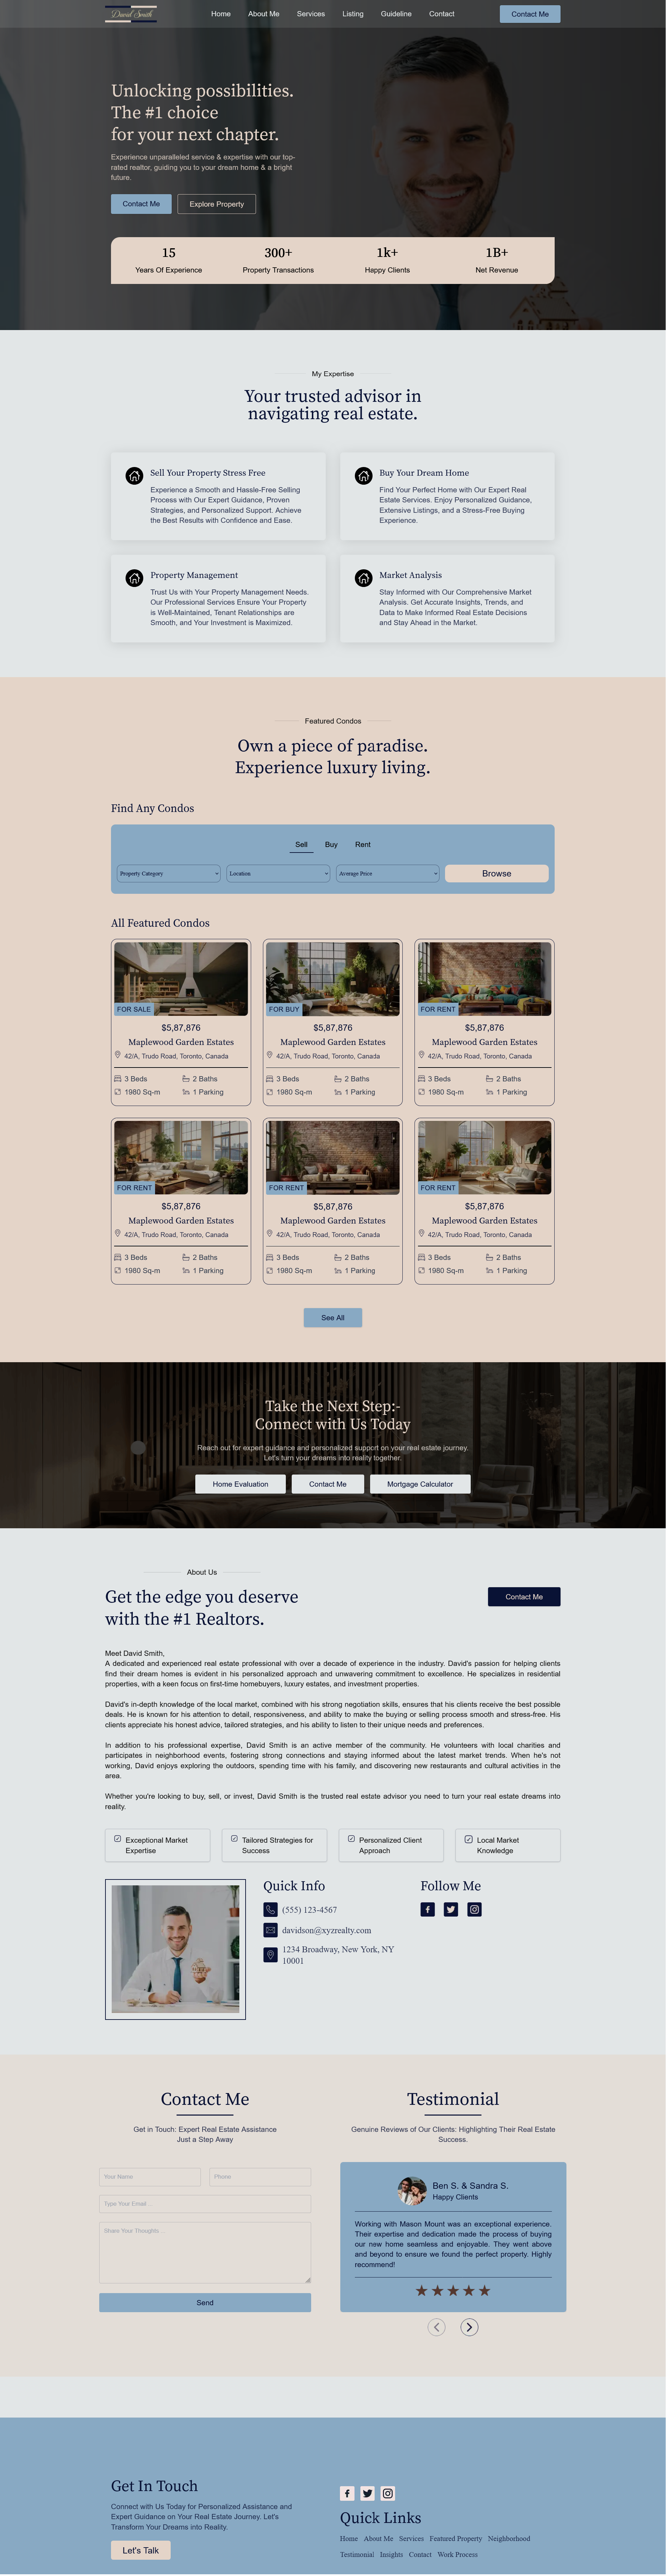 David Smith
Home About Me Services Listing Guideline Contact
Contact Me
Unlocking possibilities.
The #1 choice
for your next chapter.
Experience unparalleled service & expertise with our top-
rated realtor, guiding you to your dream home & a bright
future.
Contact Me Explore Property
15 300+ 1k+ 1B+
Years Of Experience Property Transactions Happy Clients Net Revenue
My Expertise
Your trusted advisor in
navigating real estate.
Sell Your Property Stress Free
Experience a Smooth and Hassle-Free Selling
Process with Our Expert Guidance, Proven
Strategies, and Personalized Support. Achieve
the Best Results with Confidence and Ease.
Buy Your Dream Home
Find Your Perfect Home with Our Expert Real
Estate Services. Enjoy Personalized Guidance,
Extensive Listings, and a Stress-Free Buying
Experience.
Property Management
Trust Us with Your Property Management Needs.
Our Professional Services Ensure Your Property
is Well-Maintained, Tenant Relationships are
Smooth, and Your Investment is Maximized.
Market Analysis
Stay Informed with Our Comprehensive Market
Analysis. Get Accurate Insights, Trends, and
Data to Make Informed Real Estate Decisions
and Stay Ahead in the Market.
Featured Condos
Own a piece of paradise.
Experience luxury living.
Find Any Condos
Sell Buy Rent
Property Category Location Average Price Browse
All Featured Condos
FOR SALE FOR BUY FOR RENT
$5,87,876 $5,87,876 $5,87,876
Maplewood Garden Estates Maplewood Garden Estates Maplewood Garden Estates
42/A, Trudo Road, Toronto, Canada 42/A, Trudo Road, Toronto, Canada 42/A, Trudo Road, Toronto, Canada
3 Beds 2 Baths 3 Beds 2 Baths 3 Beds 2 Baths
1980 Sq-m 1 Parking 1980 Sq-m 1 Parking 1980 Sq-m 1 Parking
FOR RENT FOR RENT FOR RENT
$5,87,876 $5,87,876 $5,87,876
Maplewood Garden Estates Maplewood Garden Estates Maplewood Garden Estates
42/A, Trudo Road, Toronto, Canada 42/A, Trudo Road, Toronto, Canada 42/A, Trudo Road, Toronto, Canada
3 Beds 2 Baths 3 Beds 2 Baths 3 Beds 2 Baths
1980 Sq-m 1 Parking 1980 Sq-m 1 Parking 1980 Sq-m 1 Parking
See All
Take the Next Step:-
Connect with Us Today
Reach out for expert guidance and personalized support on your real estate journey.
Let's turn your dreams into reality together.
Home Evaluation Contact Me Mortgage Calculator
About Us
Get the edge you deserve
with the #1 Realtors.
Contact Me
Meet David Smith,
A dedicated and experienced real estate professional with over a decade of experience in the industry. David's passion for helping clients
find their dream homes is evident in his personalized approach and unwavering commitment to excellence. He specializes in residential
properties, with a keen focus on first-time homebuyers, luxury estates, and investment properties.
David's in-depth knowledge of the local market, combined with his strong negotiation skills, ensures that his clients receive the best possible
deals. He is known for his attention to detail, responsiveness, and ability to make the buying or selling process smooth and stress-free. His
clients appreciate his honest advice, tailored strategies, and his ability to listen to their unique needs and preferences.
In addition to his professional expertise, David Smith is an active member of the community. He volunteers with local charities and
participates in neighborhood events, fostering strong connections and staying informed about the latest market trends. When he's not
working, David enjoys exploring the outdoors, spending time with his family, and discovering new restaurants and cultural activities in the
area.
Whether you're looking to buy, sell, or invest, David Smith is the trusted real estate advisor you need to turn your real estate dreams into
reality.
Exceptional Market
Expertise
Tailored Strategies for
Success
Personalized Client
Approach
Local Market
Knowledge
Quick Info
(555) 123-4567
davidson@xyzrealty.com
1234 Broadway, New York, NY
10001
Follow Me
Contact Me
Get in Touch: Expert Real Estate Assistance
Just a Step Away
Your Name Phone
Type Your Email ...
Share Your Thoughts ...
Send
Testimonial
Genuine Reviews of Our Clients: Highlighting Their Real Estate
Success.
Ben S. & Sandra S.
Happy Clients
Working with Mason Mount was an exceptional experience.
Their expertise and dedication made the process of buying
our new home seamless and enjoyable. They went above
and beyond to ensure we found the perfect property. Highly
recommend!
Get In Touch
Connect with Us Today for Personalized Assistance and
Expert Guidance on Your Real Estate Journey. Let's
Transform Your Dreams into Reality.
Let's Talk
Quick Links
Home About Me Services Featured Property Neighborhood
Testimonial Insights Contact Work Process